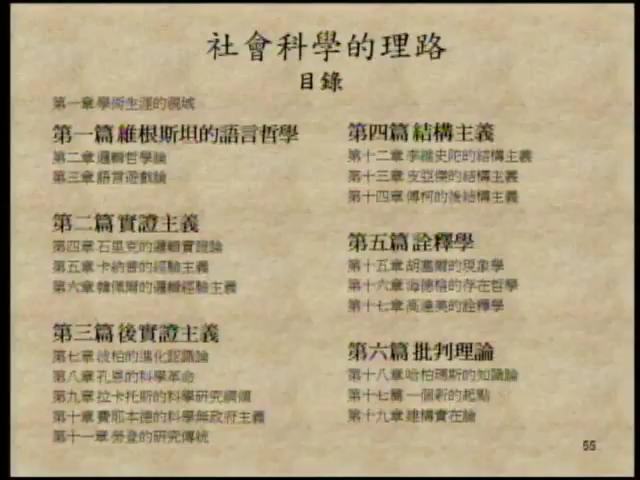 社會科學的理路
目錄
第一章 學術生涯的視域
第一篇 維根斯坦的語言哲學
第二章 邏輯哲學論
第三章 語言遊戲論
第二篇 實證主義
第四章 石里克的邏輯實證論
第五章 卡納普的經驗主義
第六章 韓佩爾的邏輯經驗主義
第三篇 後實證主義
第七章 波柏的進化認識論
第八章 孔恩的科學革命
第九章 拉卡托斯的科學研究綱領
第十章 費耶本德的科學無政府主義
第十一章 勞登的研究傳統
第四篇 結構主義
第十二章 李維史陀的結構主義
第十三章 皮亞傑的結構主義
第十四章 傅柯的後結構主義
第五篇 詮釋學
第十五章 胡塞爾的現象學
第十六章 海德格的存在哲學
第十七章 高達美的詮釋學
第六篇 批判理論
第十八章 哈柏瑪斯的知識論
第十七篇 一個新的起點
第十九章 建構實在論
55